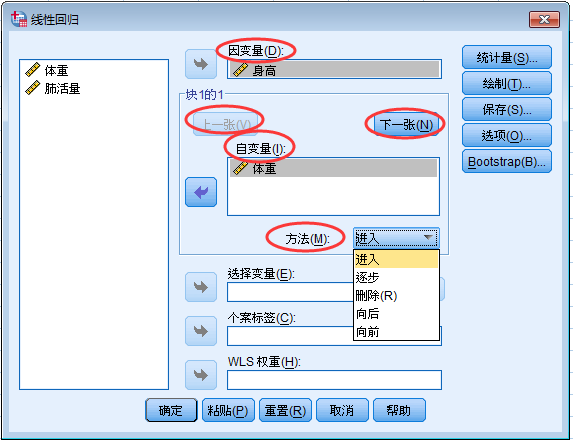 线性回归
体重
肺活量
因变量(D):
身高
块1的1
上一张(V)
下一张(N)
自变量(I):
体重
方法(M):
进入
进入
逐步
删除(R)
向后
向前
选择变量(E):
个案标签(C):
WLS 权重(H):
统计量(S)...
绘制(T)...
保存(S)...
选项(O)...
Bootstrap(B)...
确定
粘贴(P)
重置(R)
取消
帮助